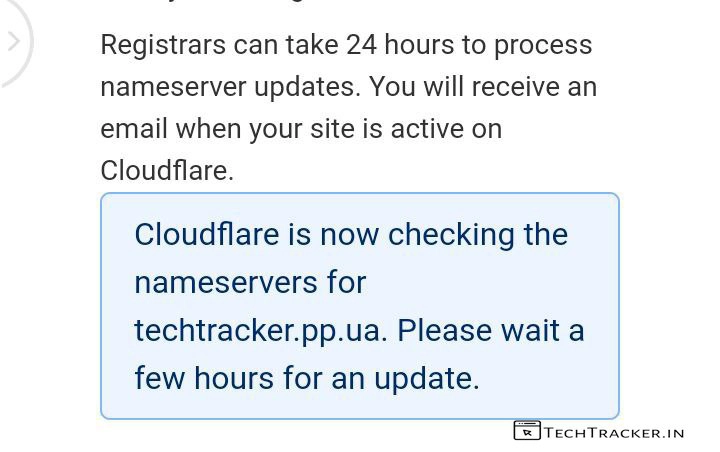 Registrars can take 24 hours to process
nameserver updates. You will receive an
email when your site is active on
Cloudflare.
Cloudflare is now checking the
nameservers for
techtracker.pp.ua. Please wait a
few hours for an update.
TECHTRACKER.IN